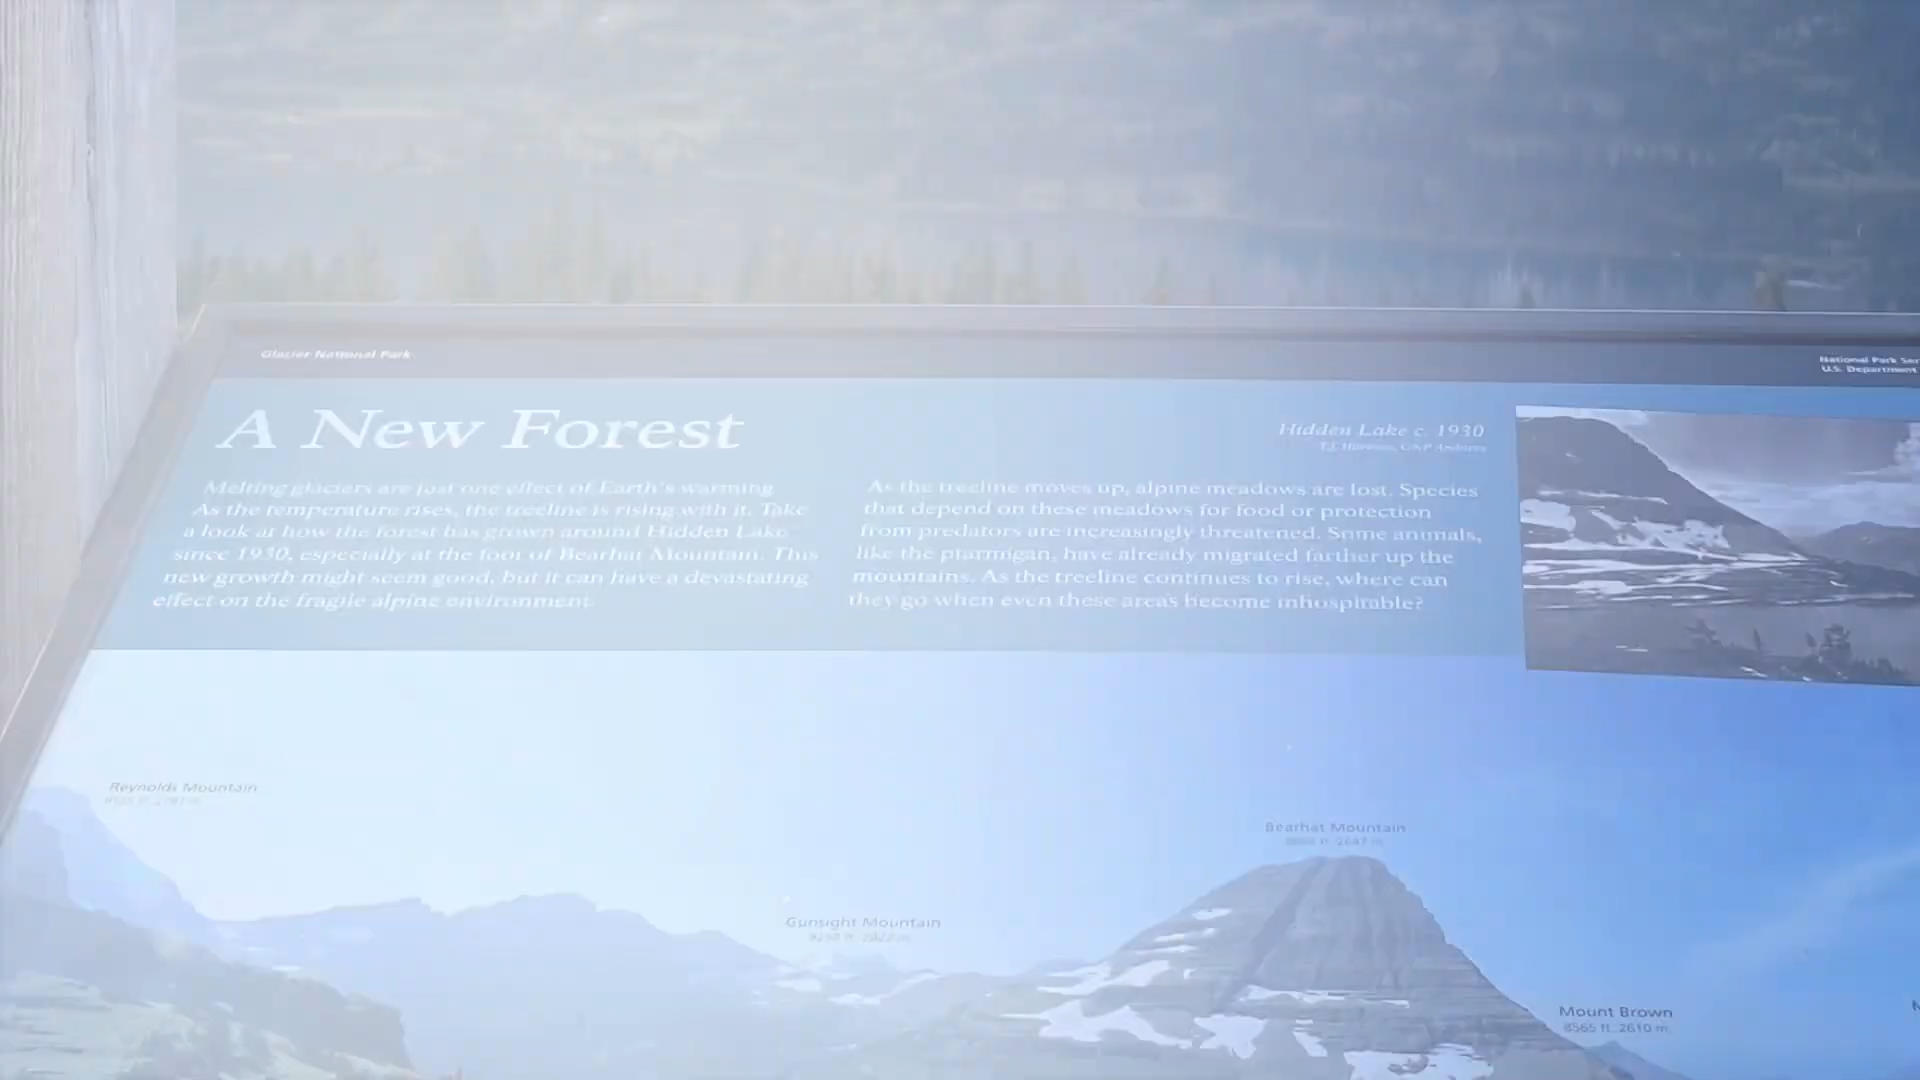 Glacier National Park
National Park Ser
U.S. Department
A New Forest
Hidden Lake c. 1930
GNP Archives
Melting glaciers are just one effect of Earth's warming
As the temperature rises, the treeline is rising with it. Take
a look at how the forest has grown around Hidden Lake
since 1930, especially at the foot of Bearhat Mountain. This
new growth might seem good, but it can have a devastating
effect on the fragile alpine environment.
As the treeline moves up, alpine meadows are lost. Species
that depend on these meadows for food or protection
from predators are increasingly threatened. Some animals,
like the ptarmigan, have already migrated farther up the
mountains. As the treeline continues to rise, where can
they go when even these areas become inhospitable?
Reynolds Mountain
Bearhat Mountain
Gunsight Mountain
Mount Brown
8565 ft. 2610 m.